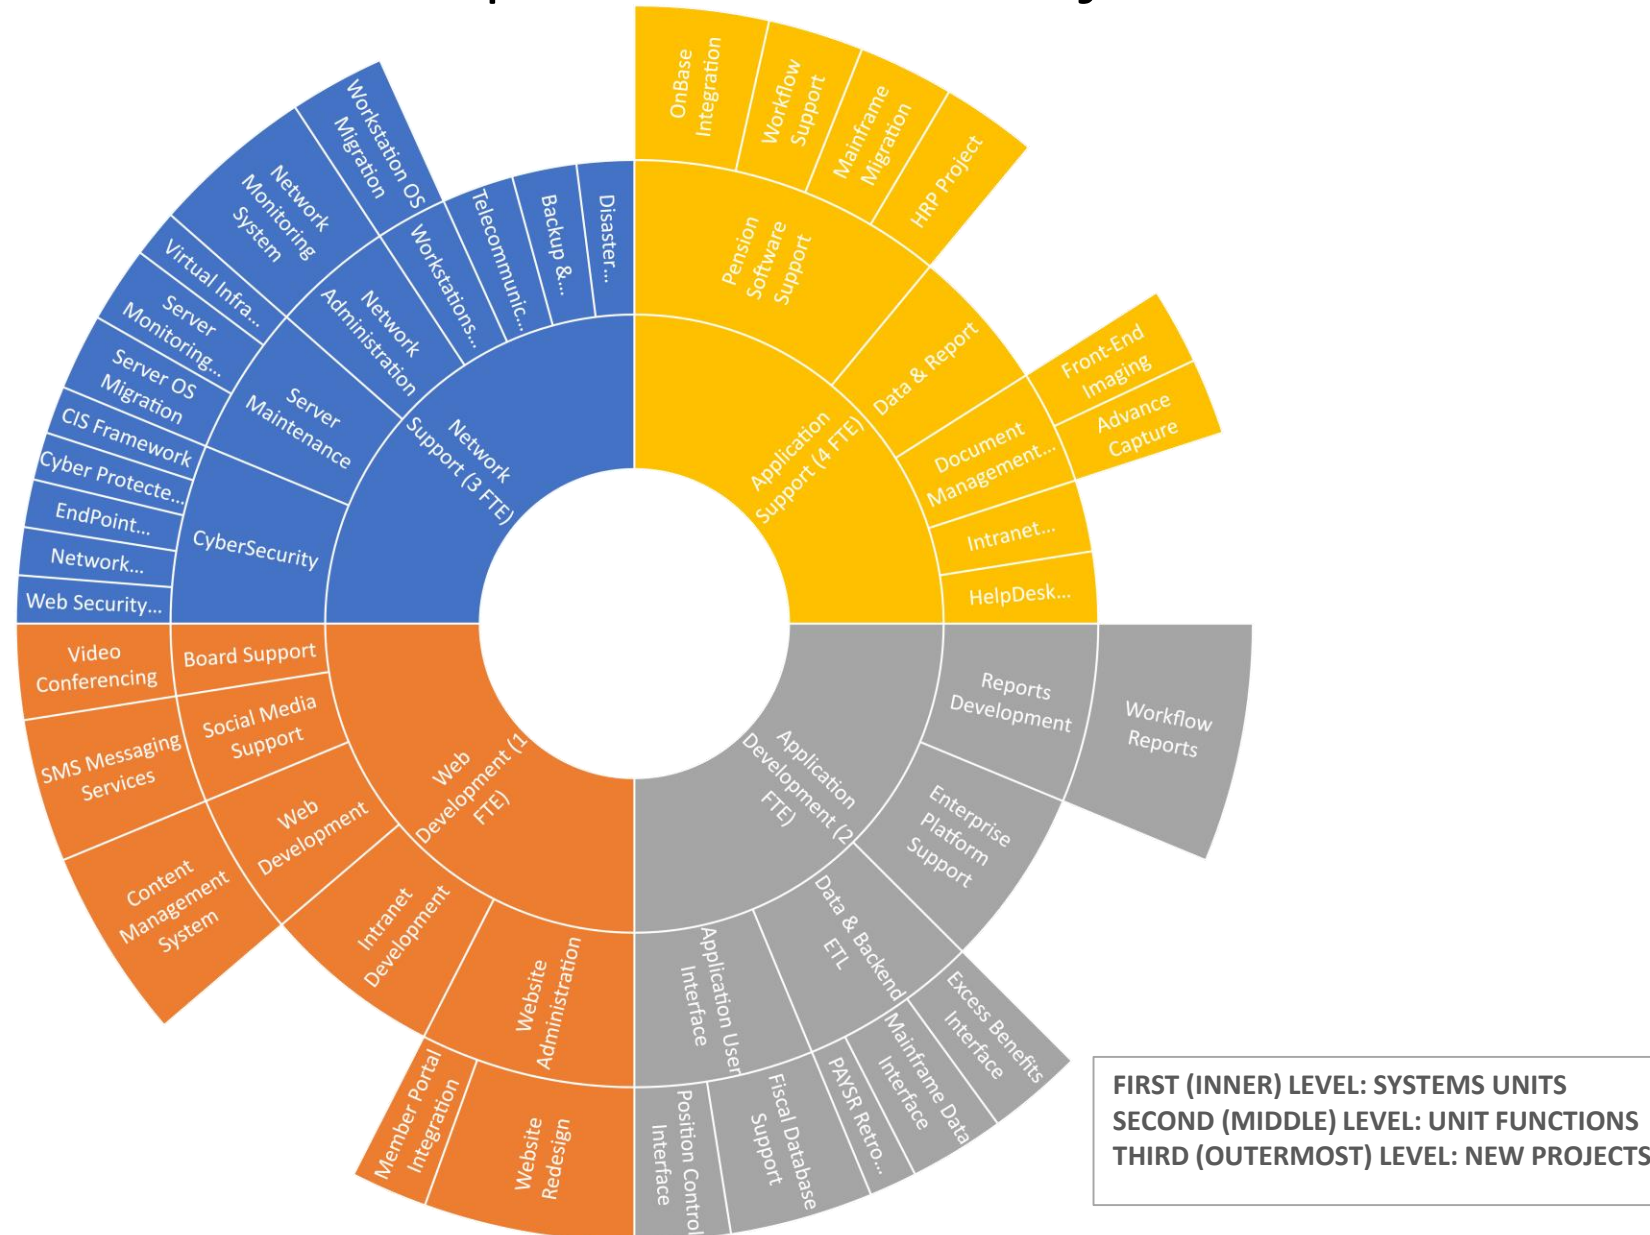 OnBase
Integration
Workflow
Support
Mainframe
Migration
HRP Project
Pension
Software
Support
Data & Report
Front-End
Imaging
Advance
Capture
Document
Management...
Intranet...
HelpDesk...
Application
Support (4 FTE)
Reports
Development
Workflow
Reports
Enterprise
Platform
Support
Application
Development (2
FTE)
Data & Backend
ETL
Excess Benefits
Interface
Mainframe Data
Interface
PAYSR Retro...
Application User
Interface
Fiscal Database
Support
Position Control
Interface
Web
Development (1
FTE)
Website
Administration
Website
Redesign
Member Portal
Integration
Intranet
Development
Web
Development
Content
Management
System
Social Media
Support
SMS Messaging
Services
Board Support
Video
Conferencing
Network
Support (3 FTE)
CyberSecurity
Web Security...
Network...
EndPoint...
Cyber Protecte...
CIS Framework
Server
Maintenance
Server OS
Migration
Server
Monitoring...
Virtual Infra...
Network
Administration
Network
Monitoring
System
Workstations...
Workstation OS
Migration
Telecommunic...
Backup &...
Disaster...
FIRST (INNER) LEVEL: SYSTEMS UNITS
SECOND (MIDDLE) LEVEL: UNIT FUNCTIONS
THIRD (OUTERMOST) LEVEL: NEW PROJECTS